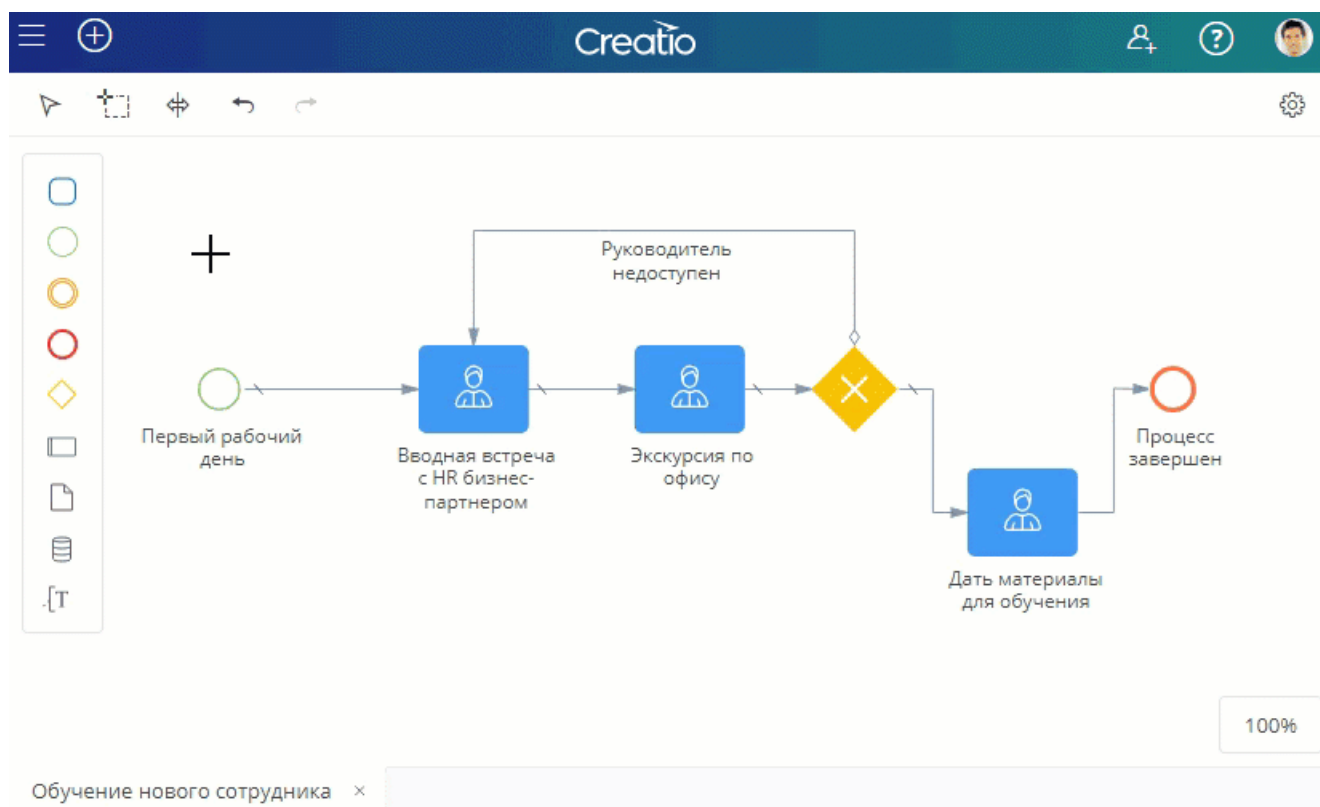 Creatio
Руководитель
недоступен
Первый рабочий
день
Вводная встреча
с HR бизнес-
партнером
Экскурсия по
офису
Процесс
завершен
Дать материалы
для обучения
T
100%
Обучение нового сотрудника ×